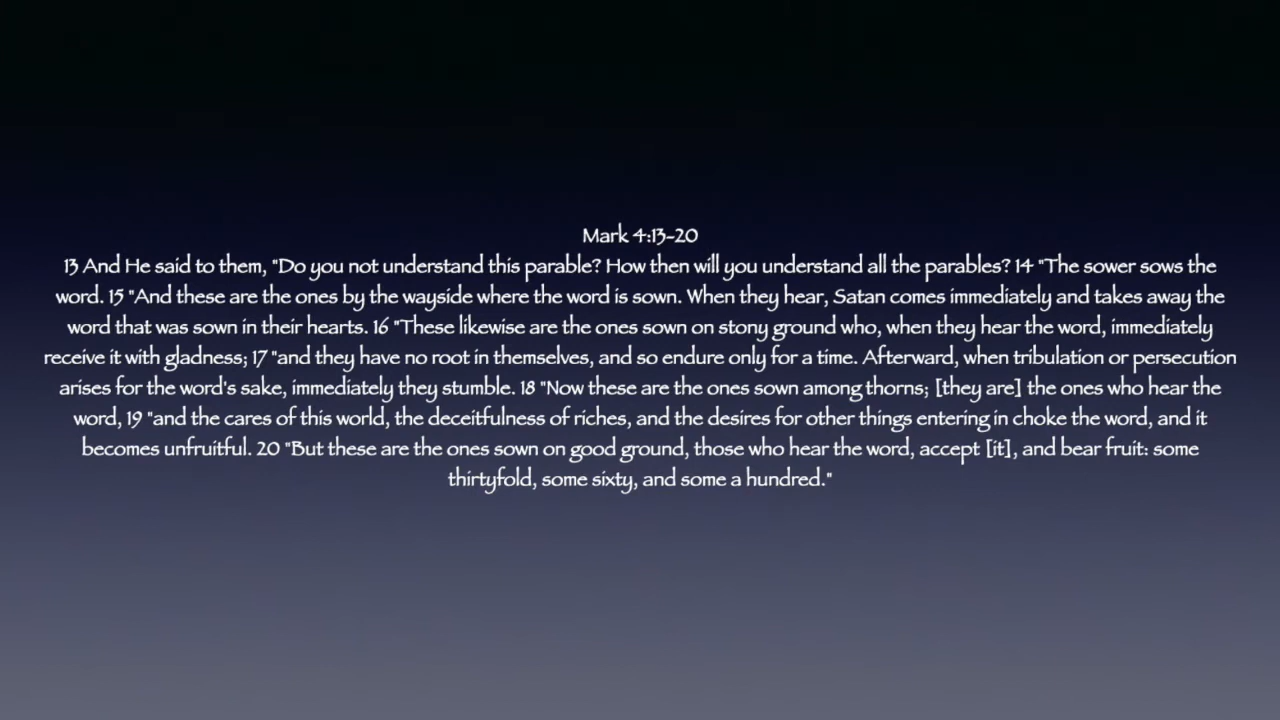 Mark 4:13-20
13 And He said to them, "Do you not understand this parable? How then will you understand all the parables? 14 "The sower sows the
word. 15 "And these are the ones by the wayside where the word is sown. When they hear, Satan comes immediately and takes away the
word that was sown in their hearts. 16 "These likewise are the ones sown on stony ground who, when they hear the word, immediately
receive it with gladness; 17 "and they have no root in themselves, and so endure only for a time. Afterward, when tribulation or persecution
arises for the word's sake, immediately they stumble. 18 "Now these are the ones sown among thorns; [they are] the ones who hear the
word, 19 "and the cares of this world, the deceitfulness of riches, and the desires for other things entering in choke the word, and it
becomes unfruitful. 20 "But these are the ones sown on good ground, those who hear the word, accept [it], and bear fruit: some
thirtyfold, some sixty, and some a hundred."